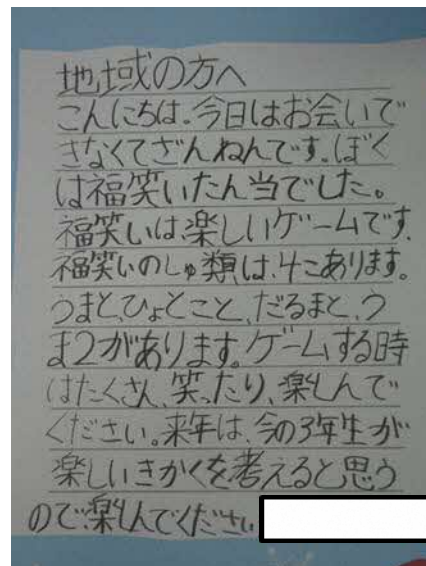 地域の方へ
こんにちは。今日はお会いで
きなくてざんねんです。ぼく
は福笑いたん当でした。
福笑いは、楽しいゲームです。
福笑いのしゅ類は、4こあります。
うまと、ひょとこと、だるまと、う
ま2があります。ゲームする時
はたくさん、笑ったり、楽しんで
ください。来年は、今の3年生が
楽しいきかくを考えると思う
ので、楽しんでください